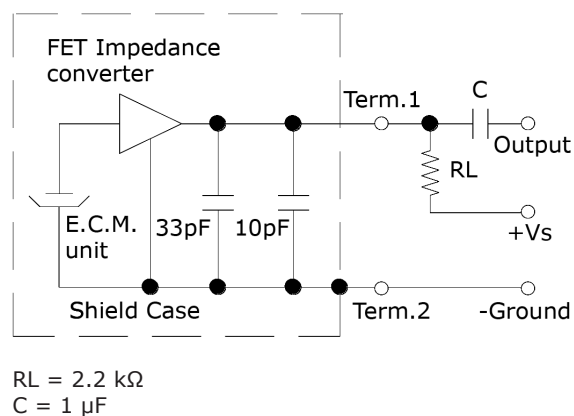 FET Impedance
converter
Term.1
C
Output
RL
+Vs
E.C.M.
unit
33pF
10pF
Shield Case
Term.2
-Ground
RL = 2.2 kΩ
C = 1 µF